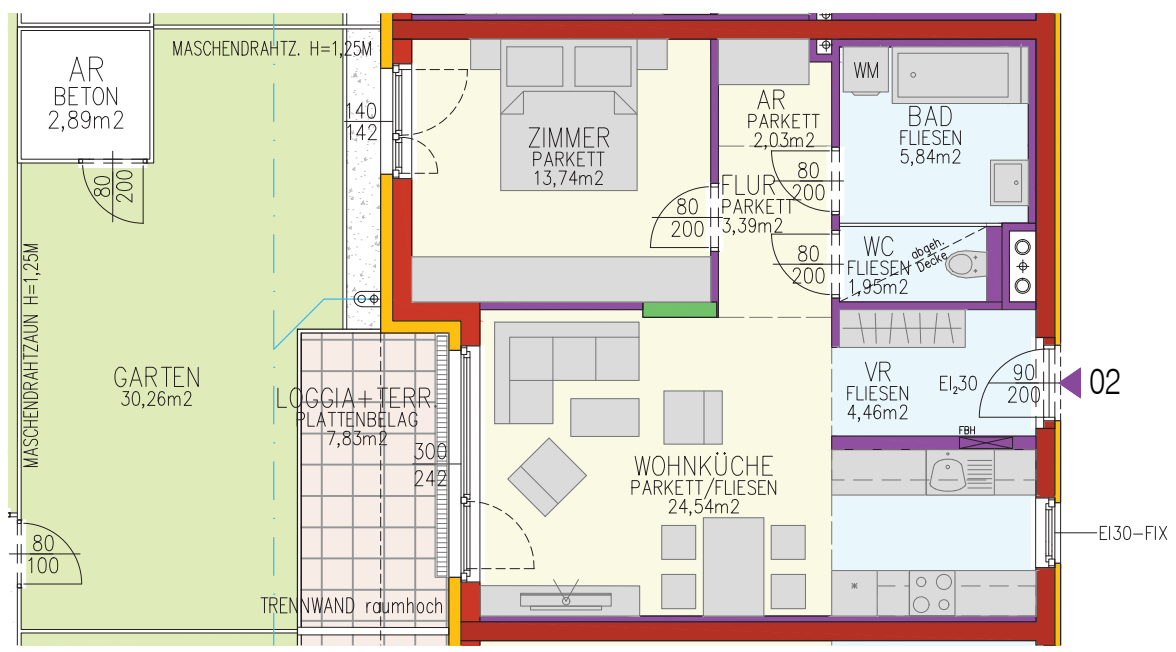 MASCHENDRAHTZ. H=1,25M
AR
BETON
2,89m2
80
200
MASCHENDRAHTZAUN H=1,25M
GARTEN
30,26m2
80
100
140
142
ZIMMER
PARKETT
13,74m2
80
200
AR
PARKETT
2,03m2
FLUR
PARKETT
3,39m2
80
200
80
200
WM
BAD
FLIESEN
5,84m2
WC
FLIESEN
1,95m2
abgeh.
Decke
VR
FLIESEN
4,46m2
EI₂30
90
200
02
FBH
LOGGIA+TERR.
PLATTENBELAG
7,83m2
300
242
WOHNKÜCHE
PARKETT/FLIESEN
24,54m2
EI30-FIX
TRENNWAND raumhoch